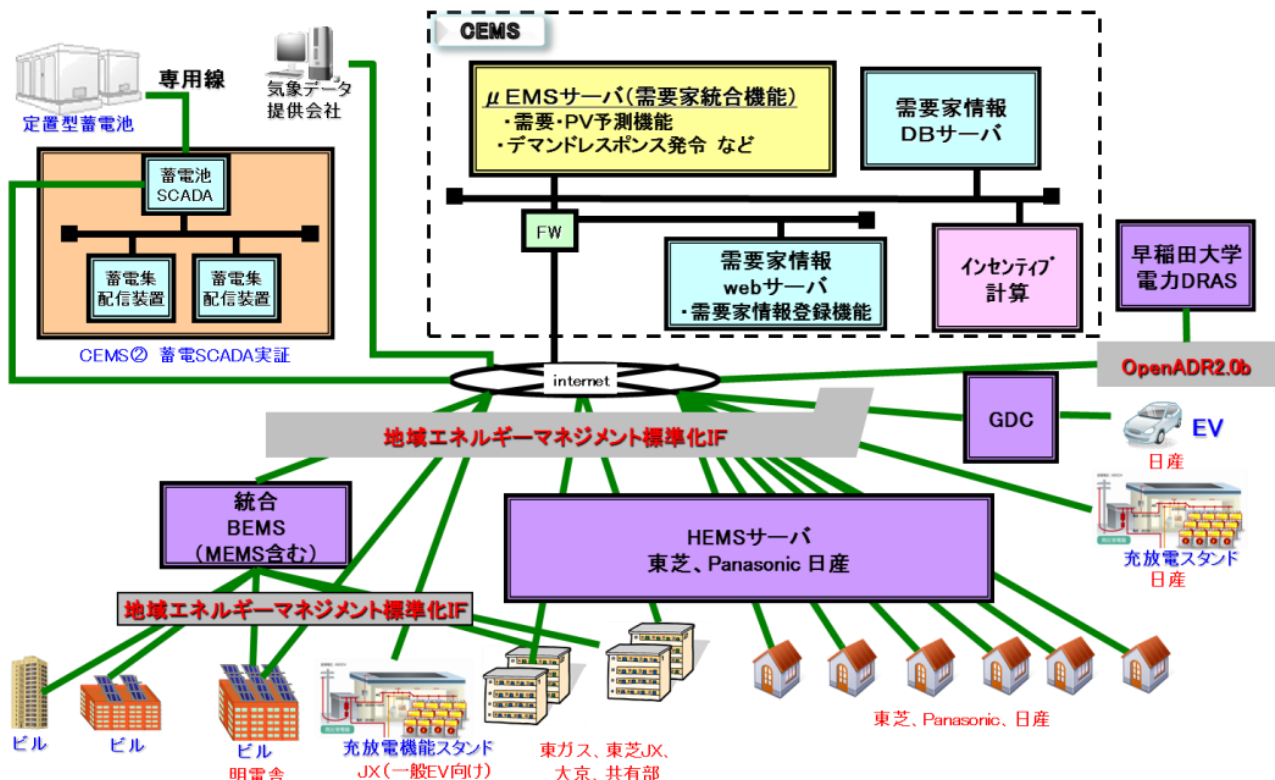 CEMS
専用線
定置型蓄電池
気象データ
提供会社
μEMSサーバ(需要家統合機能)
・需要・PV予測機能
・デマンドレスポンス発令 など
需要家情報
DBサーバ
蓄電池
SCADA
蓄電集
配信装置
蓄電集
配信装置
CEMS② 蓄電SCADA実証
FW
需要家情報
webサーバ
・需要家情報登録機能
インセンティブ
計算
早稲田大学
電力DRAS
internet
OpenADR2.0b
地域エネルギーマネジメント標準化IF
GDC
EV
日産
統合
BEMS
(MEMS含む)
HEMSサーバ
東芝、Panasonic 日産
充放電スタンド
日産
地域エネルギーマネジメント標準化IF
ビル
ビル
ビル
明電舎
充放電機能スタンド
JX(一般EV向け)
東ガス、東芝JX、
大京、共有部
東芝、Panasonic、日産